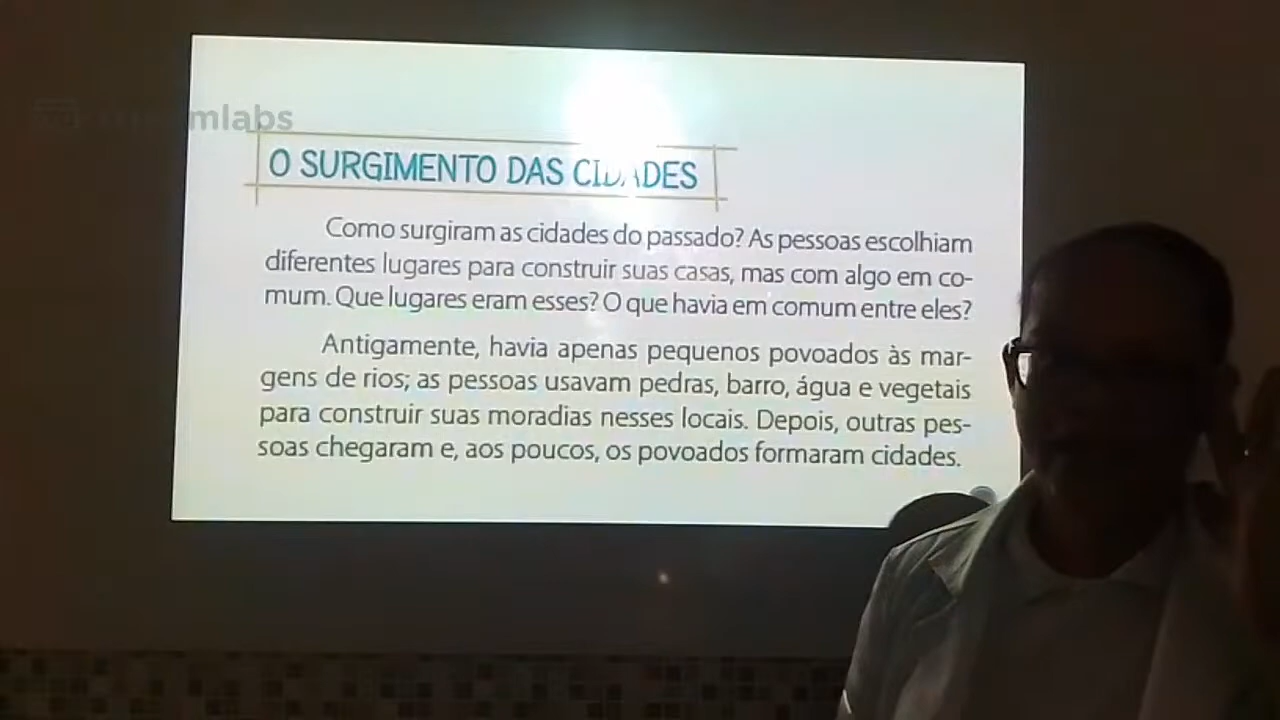 mlabs
O SURGIMENTO DAS CIDADES
Como surgiram as cidades do passado? As pessoas escolhiam
diferentes lugares para construir suas casas, mas com algo em co-
mum. Que lugares eram esses? O que havia em comum entre eles?
Antigamente, havia apenas pequenos povoados às mar-
gens de rios; as pessoas usavam pedras, barro, água e vegetais
para construir suas moradias nesses locais. Depois, outras pes-
soas chegaram e, aos poucos, os povoados formaram cidades.